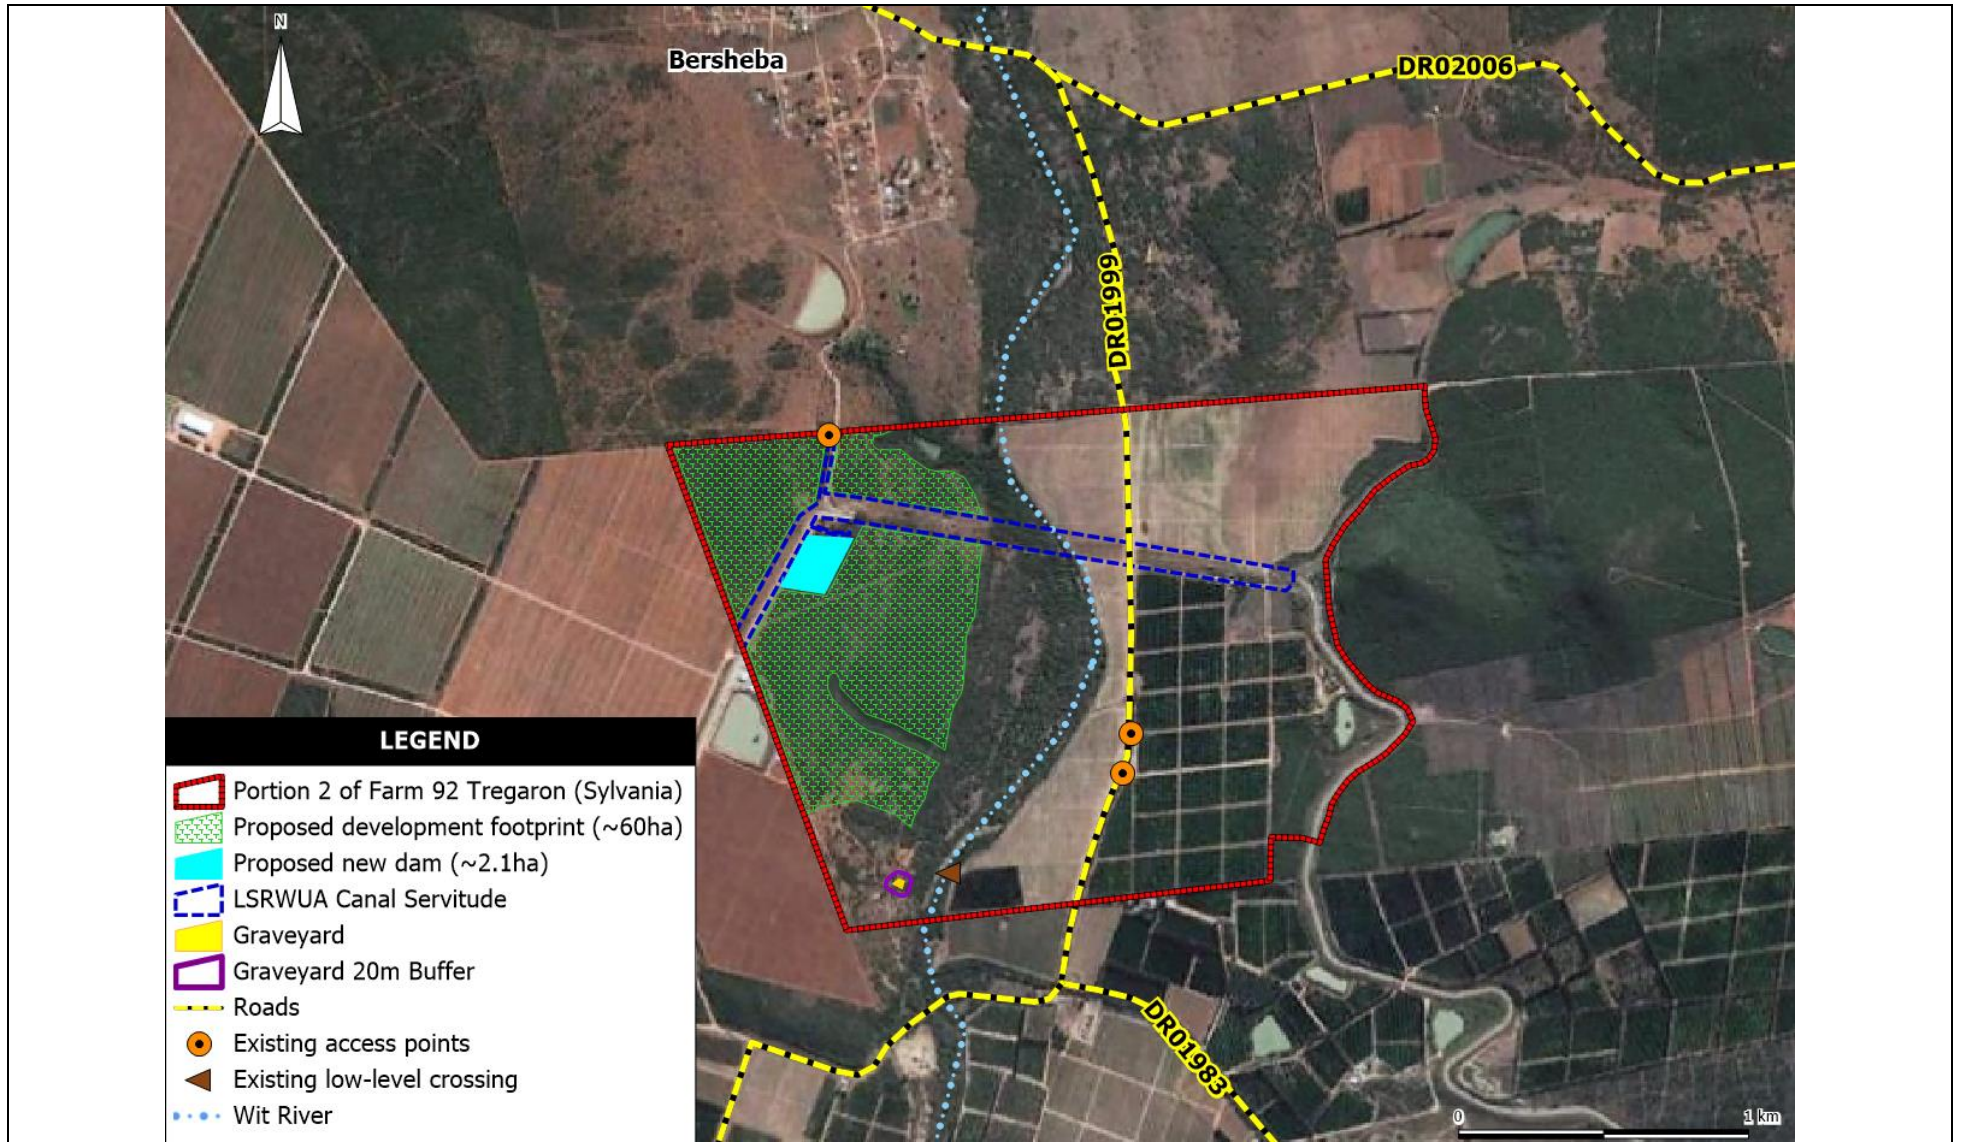 N
Bersheba
DR02006
DR01999
LEGEND
Portion 2 of Farm 92 Tregaron (Sylvania)
Proposed development footprint (~60ha)
Proposed new dam (~2.1ha)
LSRWUA Canal Servitude
Graveyard
Graveyard 20m Buffer
Roads
Existing access points
Existing low-level crossing
Wit River
DR01983
0 1 km